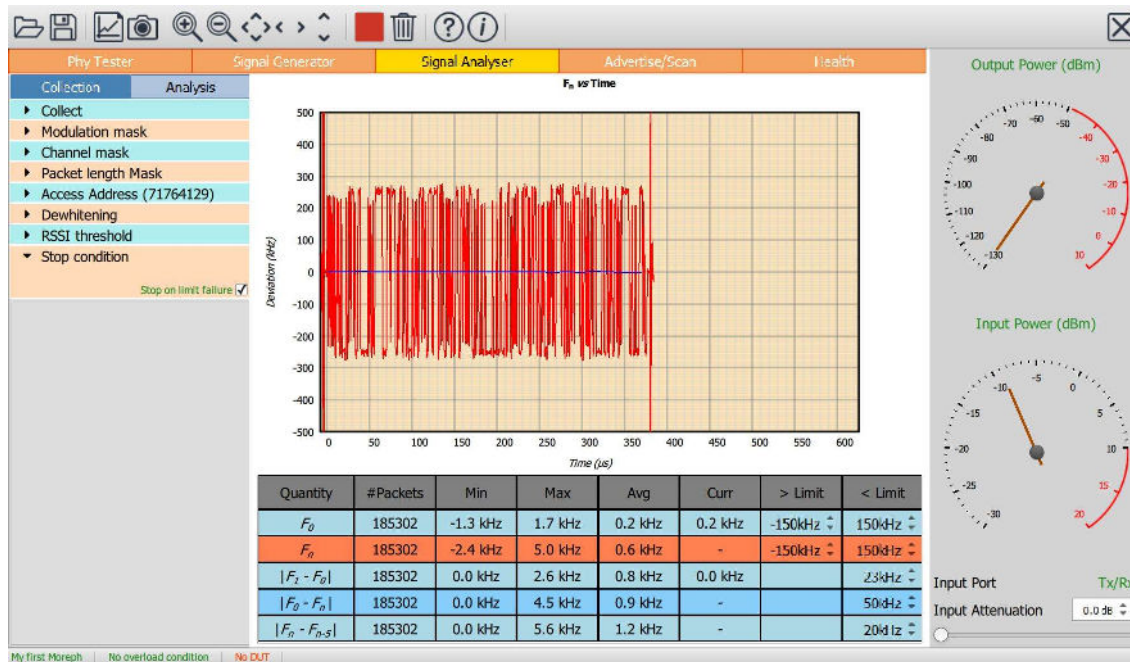 Phy Tester Signal Generator Signal Analyser Advertise/Scan Health
Collection Analysis
Collect
Modulation mask
Channel mask
Packet length Mask
Access Address (71764129)
Dewhitening
RSSI threshold
Stop condition
Stop on limit failure
Fn vs Time
Deviation (kHz)
500
400
300
200
100
0
-100
-200
-300
-400
-500
0 50 100 150 200 250 300 350 400 450 500 550 600
Time (µs)
Quantity #Packets Min Max Avg Curr > Limit < Limit
F0 185302 -1.3 kHz 1.7 kHz 0.2 kHz 0.2 kHz -150kHz 150kHz
Fn 185302 -2.4 kHz 5.0 kHz 0.6 kHz - -150kHz 150kHz
|F1 - F0| 185302 0.0 kHz 2.6 kHz 0.8 kHz 0.0 kHz 23kHz
|F0 - Fn| 185302 0.0 kHz 4.5 kHz 0.9 kHz - 50kHz
|Fn - Fn-5| 185302 0.0 kHz 5.6 kHz 1.2 kHz - 20kHz
Output Power (dBm)
-130 -120 -110 -100 -90 -80 -70 -60 -50 -40 -30 -20 -10 0 10
Input Power (dBm)
-30 -25 -20 -15 -10 -5 0 5 10 15 20
Input Port Tx/Rx
Input Attenuation 0.0 dB
My first Moreph No overload condition No DUT